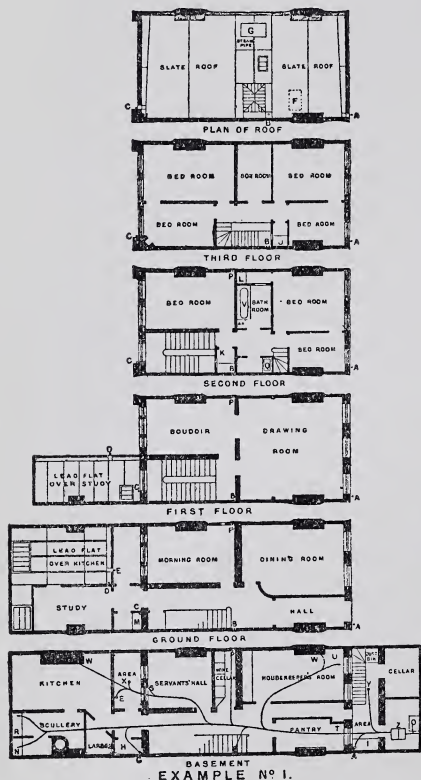 G
STEAM
PIPE
SLATE ROOF
SLATE ROOF
F
C
A
PLAN OF ROOF
BED ROOM
BOX ROOM
BED ROOM
BED ROOM
BED ROOM
C
B
J
A
THIRD FLOOR
P
L
BED ROOM
V
BATH
ROOM
BED ROOM
K
BED ROOM
C
B
A
SECOND FLOOR
P
BOUDOIR
DRAWING
ROOM
D
LEAD FLAT
OVER STUDY
C
B
A
FIRST FLOOR
P
LEAD FLAT
OVER KITCHEN
E
MORNING ROOM
DINING ROOM
D
STUDY
C
M
B
HALL
A
GROUND FLOOR
W
P
W
U
KITCHEN
AREA
X
SERVANTS' HALL
WINE
CELLAR
HOUSEKEEPERS ROOM
DUST
BIN
CELLAR
E
S
Y
R
SCULLERY
PANTRY
T
AREA
Z
N
LARDER
H
C
B
A
I
BASEMENT
EXAMPLE Nº 1.